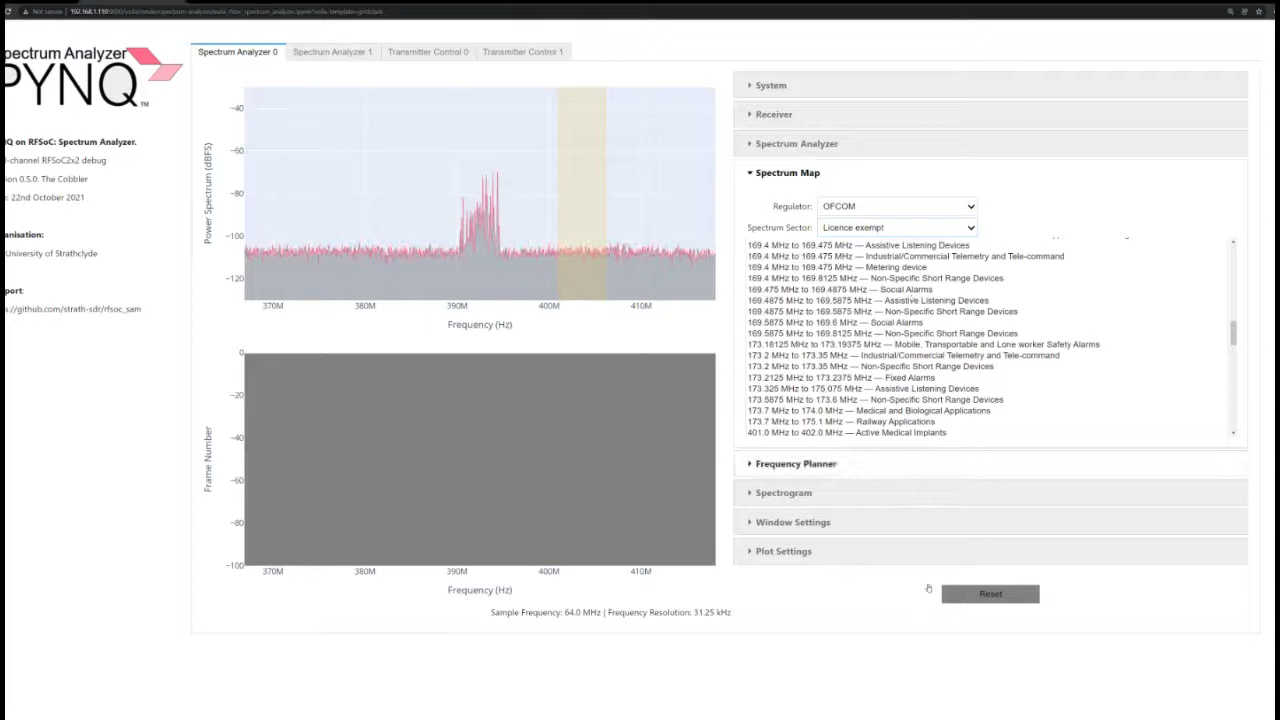 Not secure
192.168.1.110
pectrum Analyzer
PYNQ
TM
IQ on RFSoC: Spectrum Analyzer.
l-channel RFSoC2x2 debug
ion 0.5.0: The Cobbler
: 22nd October 2021
anisation:
University of Strathclyde
port:
s://github.com/strath-sdr/rfsoc_sam
Spectrum Analyzer 0
Spectrum Analyzer 1
Transmitter Control 0
Transmitter Control 1
Power Spectrum (dBFS)
−40
−60
−80
−100
−120
370M
380M
390M
400M
410M
Frequency (Hz)
Frame Number
0
−20
−40
−60
−80
−100
370M
380M
390M
400M
410M
Frequency (Hz)
Sample Frequency: 64.0 MHz | Frequency Resolution: 31.25 kHz
System
Receiver
Spectrum Analyzer
Spectrum Map
Regulator: OFCOM
Spectrum Sector: Licence exempt
169.4 MHz to 169.475 MHz — Assistive Listening Devices
169.4 MHz to 169.475 MHz — Industrial/Commercial Telemetry and Tele-command
169.4 MHz to 169.475 MHz — Metering device
169.4 MHz to 169.8125 MHz — Non-Specific Short Range Devices
169.475 MHz to 169.4875 MHz — Social Alarms
169.4875 MHz to 169.5875 MHz — Assistive Listening Devices
169.4875 MHz to 169.5875 MHz — Non-Specific Short Range Devices
169.5875 MHz to 169.6 MHz — Social Alarms
169.5875 MHz to 169.8125 MHz — Non-Specific Short Range Devices
173.18125 MHz to 173.19375 MHz — Mobile. Transportable and Lone worker Safety Alarms
173.2 MHz to 173.35 MHz — Industrial/Commercial Telemetry and Tele-command
173.2 MHz to 173.35 MHz — Non-Specific Short Range Devices
173.2125 MHz to 173.2375 MHz — Fixed Alarms
173.325 MHz to 175.075 MHz — Assistive Listening Devices
173.5875 MHz to 173.6 MHz — Non-Specific Short Range Devices
173.7 MHz to 174.0 MHz — Medical and Biological Applications
173.7 MHz to 175.1 MHz — Railway Applications
401.0 MHz to 402.0 MHz — Active Medical Implants
Frequency Planner
Spectrogram
Window Settings
Plot Settings
Reset